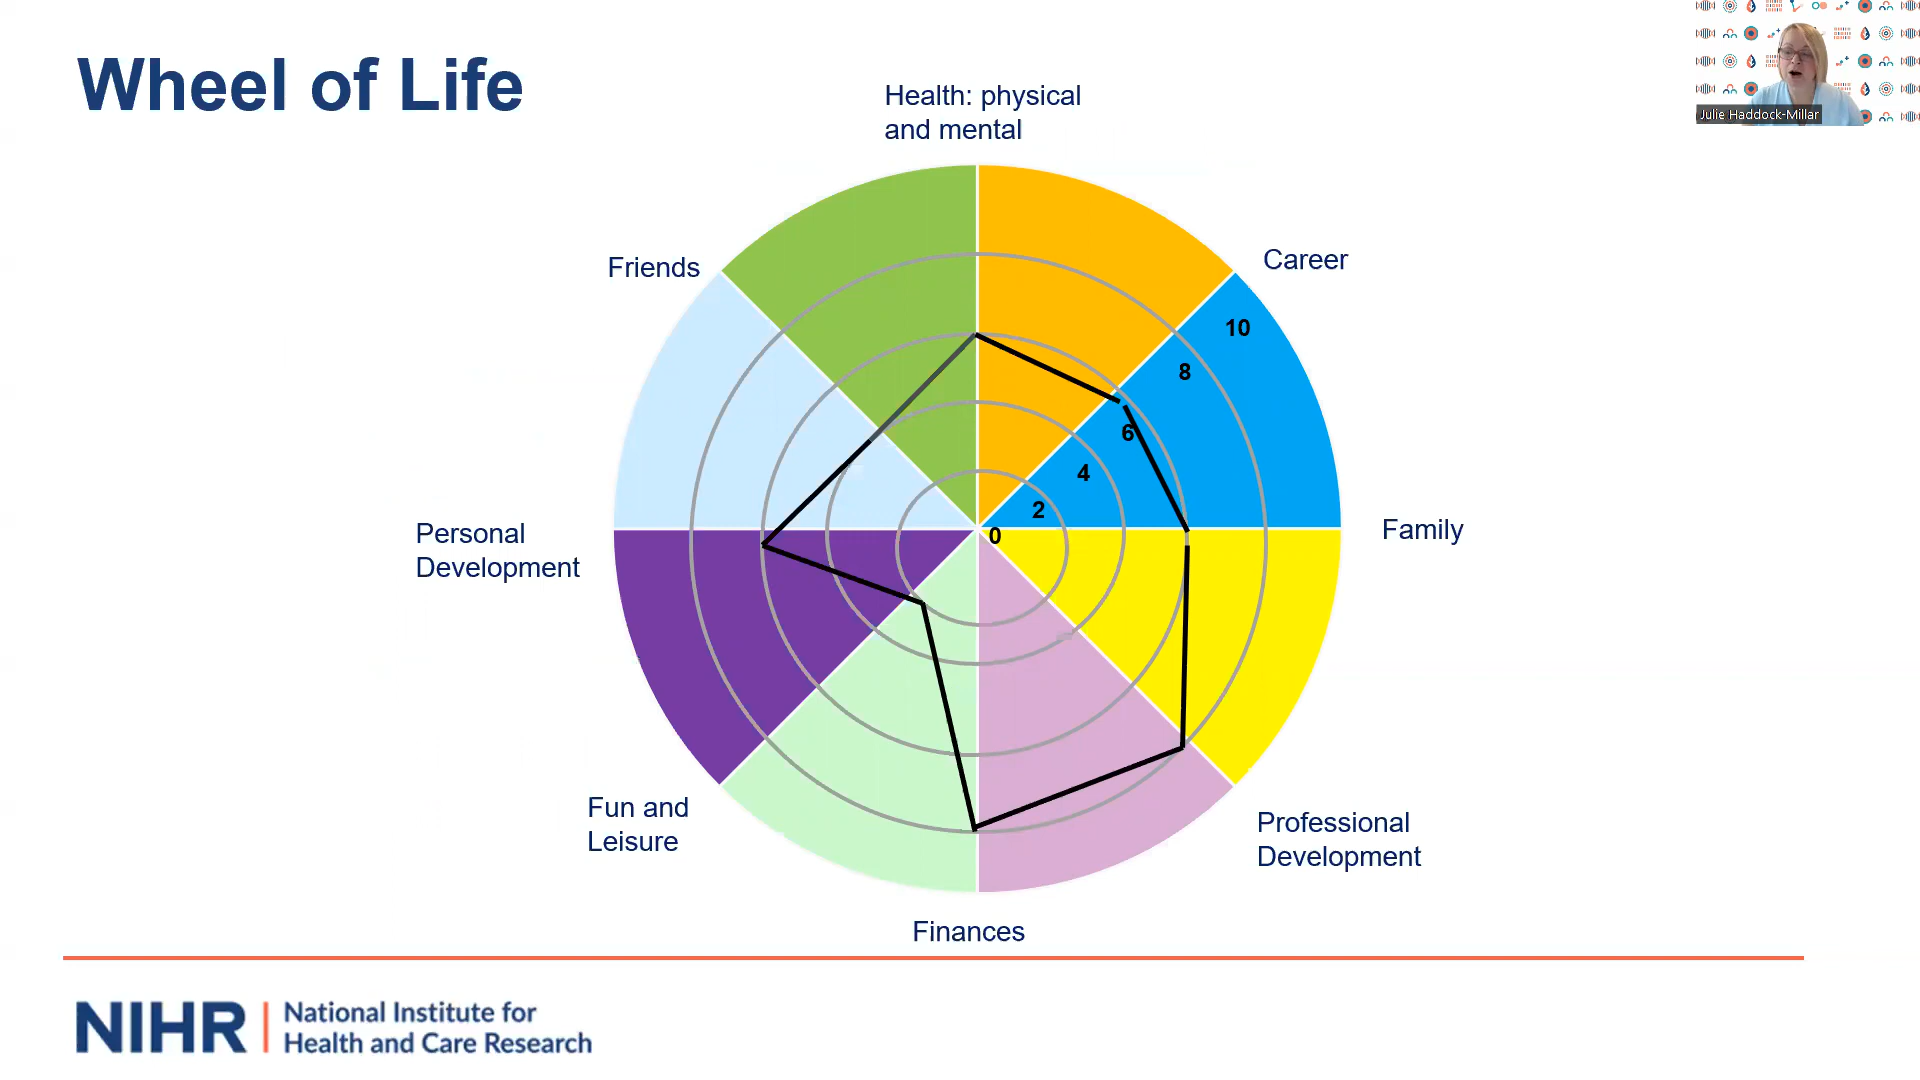 Wheel of Life
Julie Haddock-Millar
Health: physical
and mental
Friends
Career
10
8
6
4
2
0
Personal
Development
Family
Fun and
Leisure
Professional
Development
Finances
NIHR
National Institute for
Health and Care Research